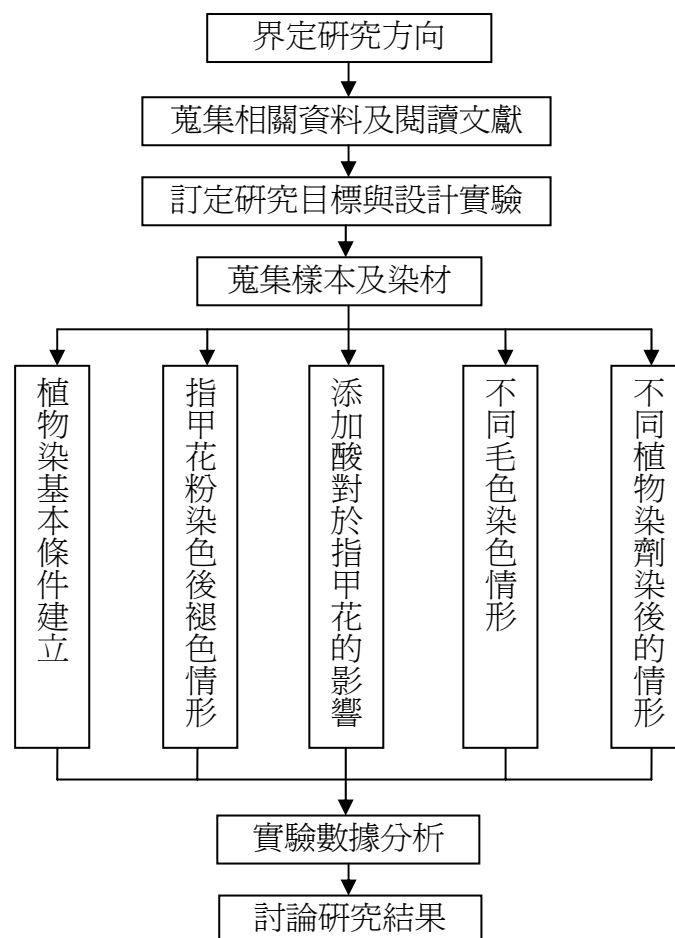 界定研究方向
蒐集相關資料及閱讀文獻
訂定研究目標與設計實驗
蒐集樣本及染材
植物染基本條件建立
指甲花粉染色後褪色情形
添加酸對於指甲花的影響
不同毛色染色情形
不同植物染劑染後的情形
實驗數據分析
討論研究結果